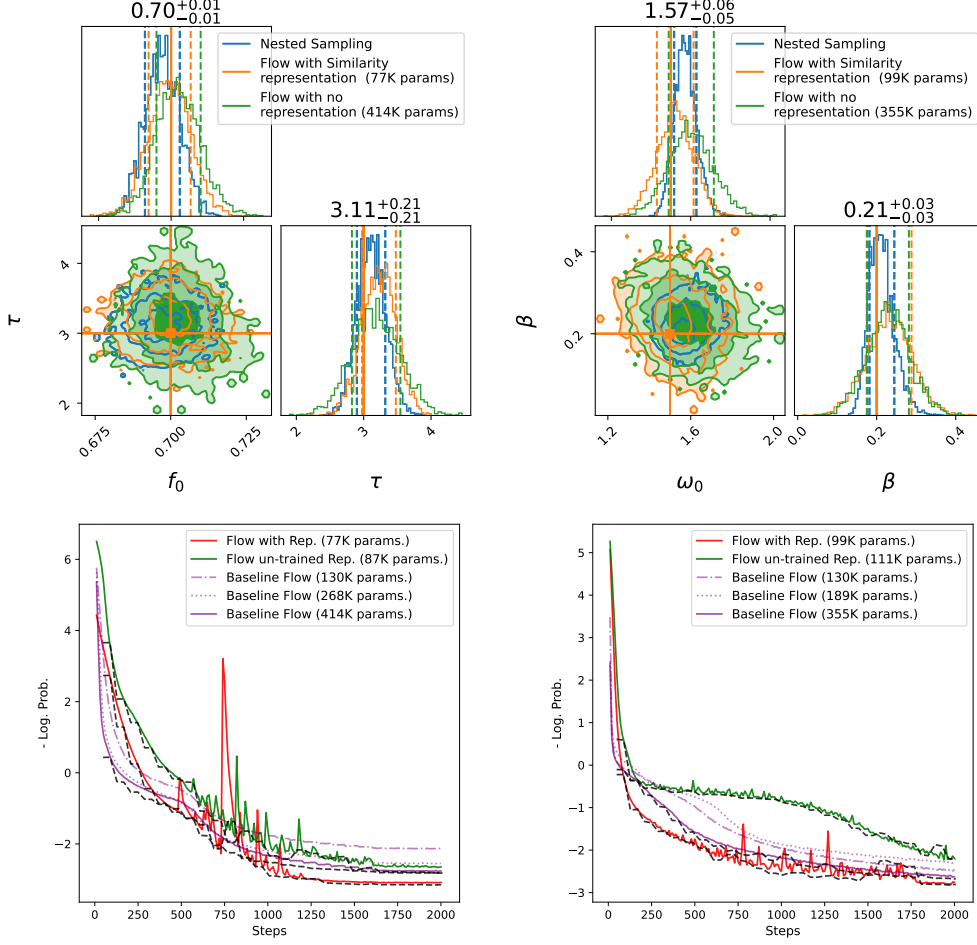 0.70+0.01−0.01
Nested Sampling
Flow with Similarity
representation (77K params)
Flow with no
representation (414K params)
3.11+0.21−0.21
τ
4
3
2
0.675
0.700
0.725
f0
2
3
4
τ
1.57+0.06−0.05
Nested Sampling
Flow with Similarity
representation (99K params)
Flow with no
representation (355K params)
0.21+0.03−0.03
β
0.4
0.2
1.2
1.6
2.0
ω0
0.0
0.2
0.4
β
Flow with Rep. (77K params.)
Flow un-trained Rep. (87K params.)
Baseline Flow (130K params.)
Baseline Flow (268K params.)
Baseline Flow (414K params.)
- Log. Prob.
6
4
2
0
−2
0
250
500
750
1000
1250
1500
1750
2000
Steps
Flow with Rep. (99K params.)
Flow un-trained Rep. (111K params.)
Baseline Flow (130K params.)
Baseline Flow (189K params.)
Baseline Flow (355K params.)
- Log. Prob.
5
4
3
2
1
0
−1
−2
−3
0
250
500
750
1000
1250
1500
1750
2000
Steps